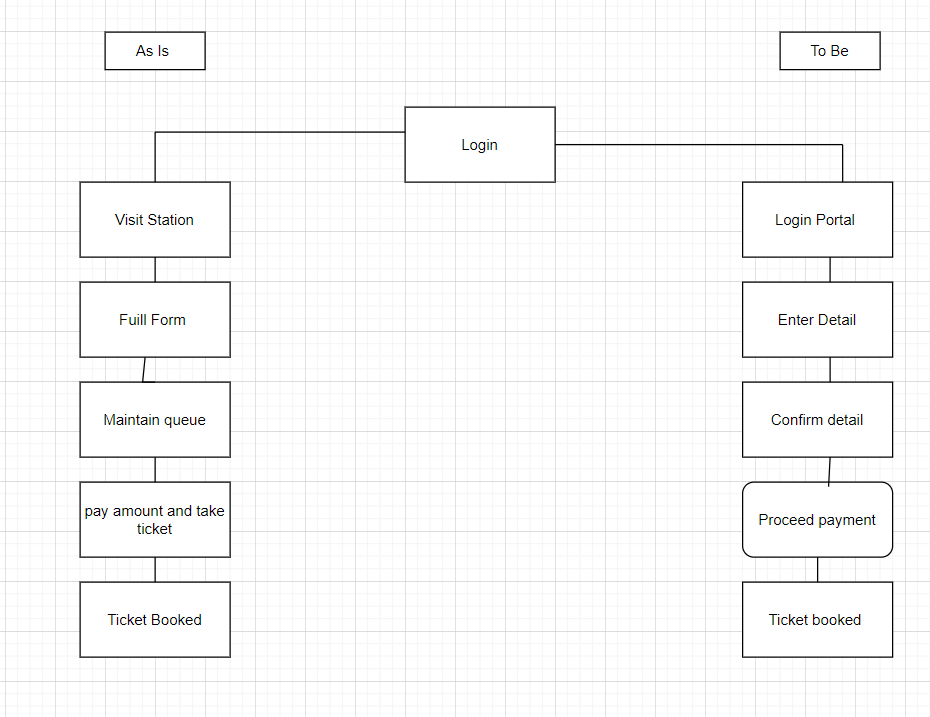 As Is
To Be
Login
Visit Station
Login Portal
Fuill Form
Enter Detail
Maintain queue
Confirm detail
pay amount and take
ticket
Proceed payment
Ticket Booked
Ticket booked